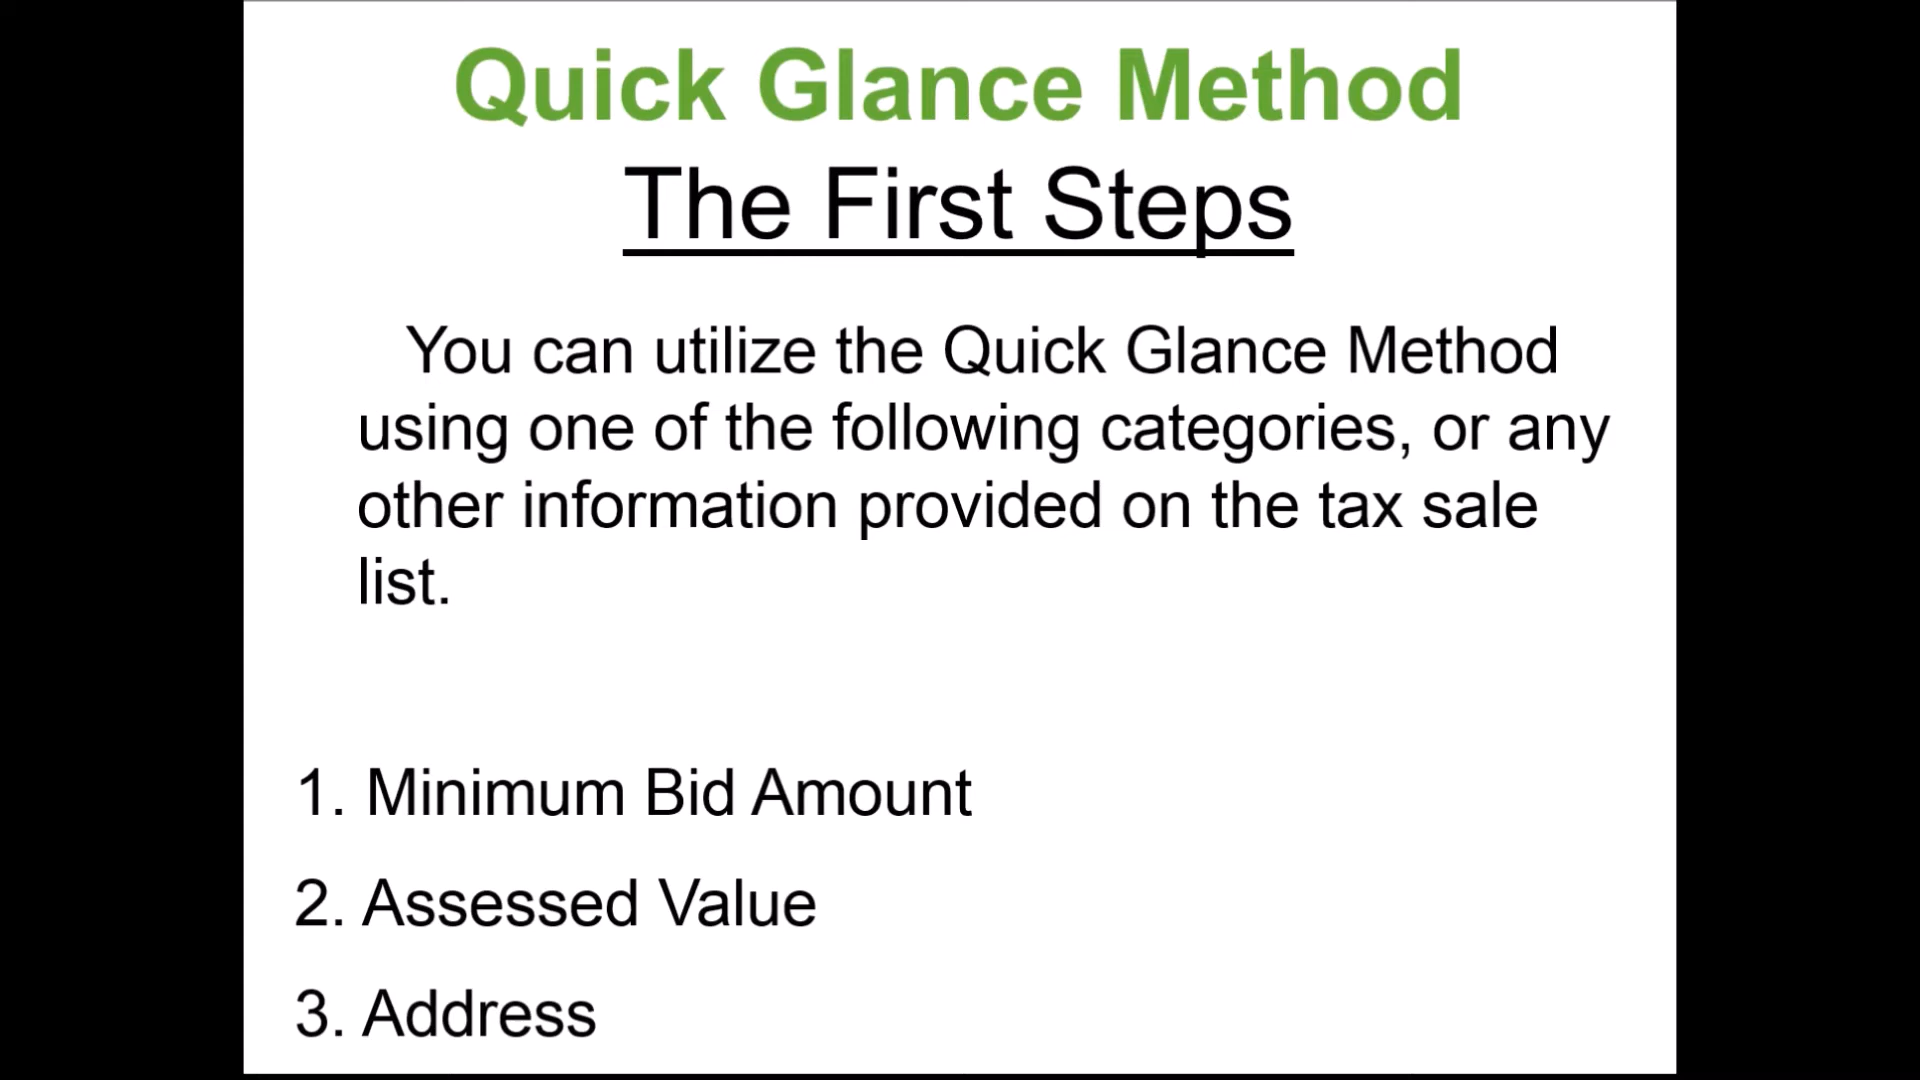 Quick Glance Method
The First Steps
You can utilize the Quick Glance Method
using one of the following categories, or any
other information provided on the tax sale
list.
1. Minimum Bid Amount
2. Assessed Value
3. Address